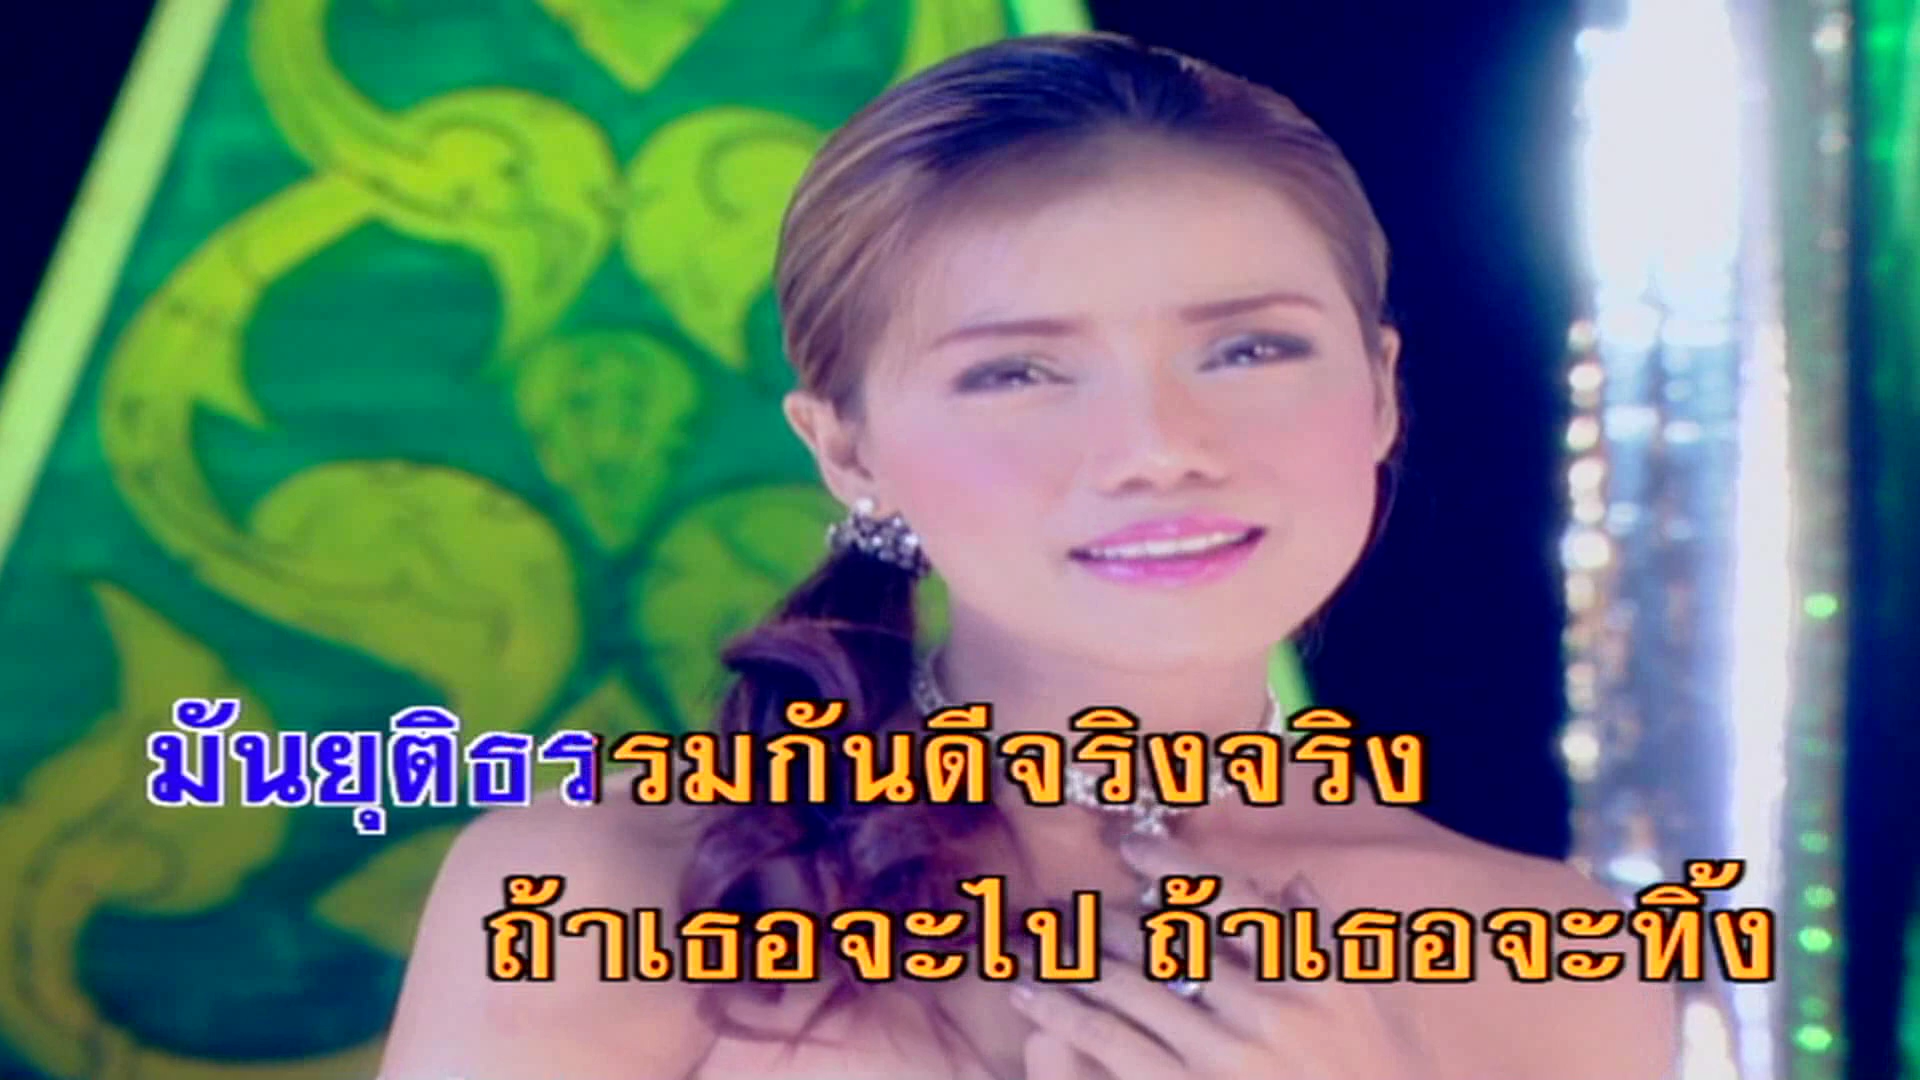 มันยุติธรรมกันดีจริงจริง
ถ้าเธอจะไป ถ้าเธอจะทิ้ง